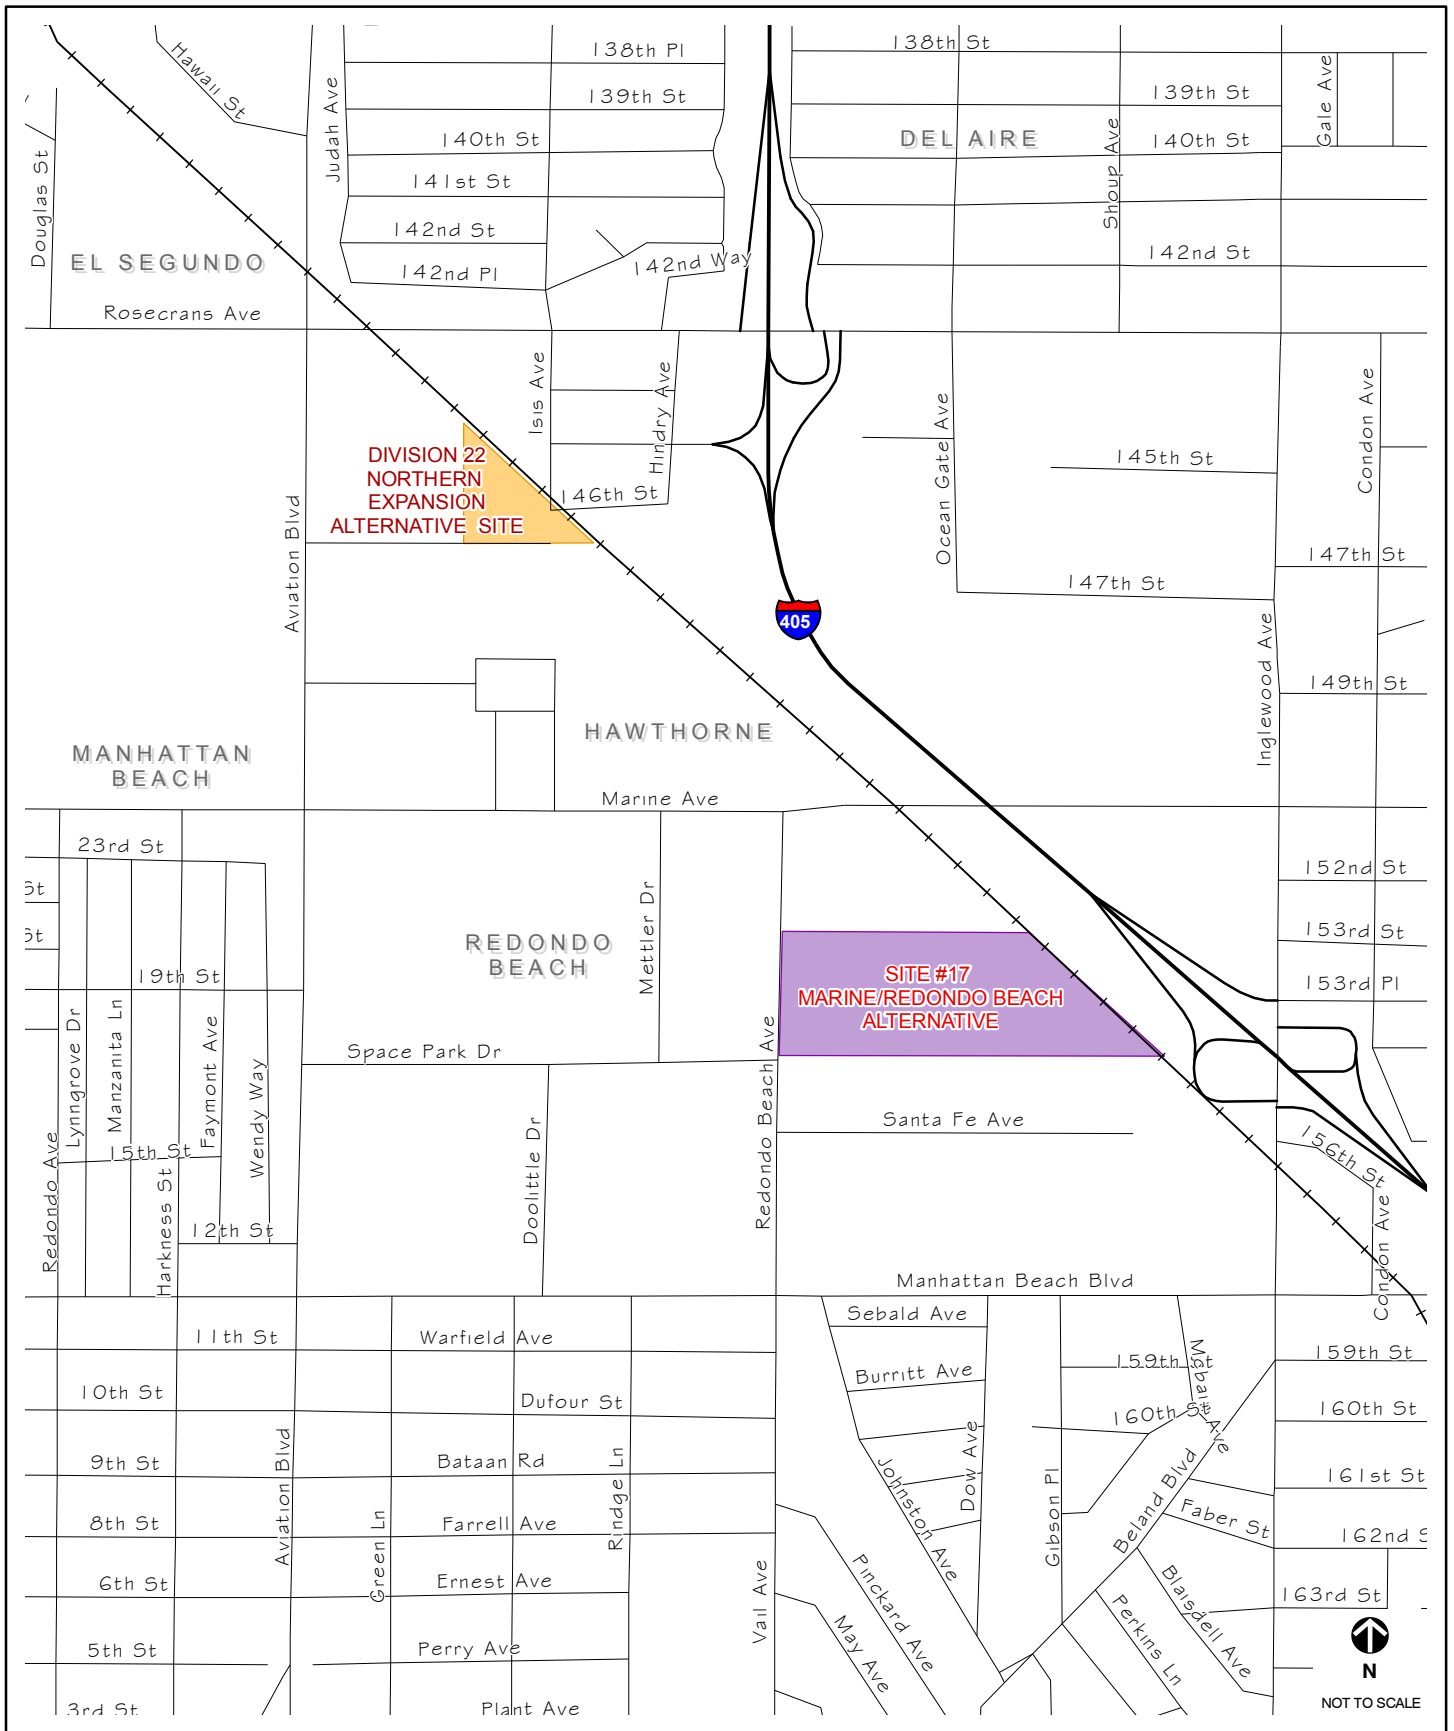 Hawaii St
138th Pl
138th St
Judah Ave
139th St
139th St
Gale Ave
140th St
DEL AIRE
140th St
Shoup Ave
Douglas St
141st St
142nd St
142nd Way
142nd St
EL SEGUNDO
142nd Pl
Rosecrans Ave
Isis Ave
Hindry Ave
Ocean Gate Ave
Condon Ave
DIVISION 22
NORTHERN
EXPANSION
ALTERNATIVE SITE
145th St
146th St
Aviation Blvd
147th St
147th St
405
Inglewood Ave
149th St
HAWTHORNE
MANHATTAN
BEACH
Marine Ave
23rd St
152nd St
St
St
Mettler Dr
REDONDO
BEACH
153rd St
19th St
SITE #17
MARINE/REDONDO BEACH
ALTERNATIVE
153rd Pl
Lynngrove Dr
Manzanita Ln
Faymont Ave
Wendy Way
Space Park Dr
Redondo Beach Ave
Santa Fe Ave
Redondo Ave
15th St
Harkness St
Doolittle Dr
156th St
12th St
Condon Ave
Manhattan Beach Blvd
11th St
Warfield Ave
Sebald Ave
159th St
Mcbain Ave
159th St
Burritt Ave
10th St
Dufour St
160th St
160th St
9th St
Aviation Blvd
Bataan Rd
Rindge Ln
Johnston Ave
Dow Ave
Gibson Pl
Beland Blvd
161st St
8th St
Green Ln
Farrell Ave
Faber St
162nd S
6th St
Ernest Ave
Vail Ave
Pinckard Ave
Perkins Ln
Blaisdell Ave
163rd St
5th St
Perry Ave
May Ave
N
3rd St
Plant Ave
NOT TO SCALE